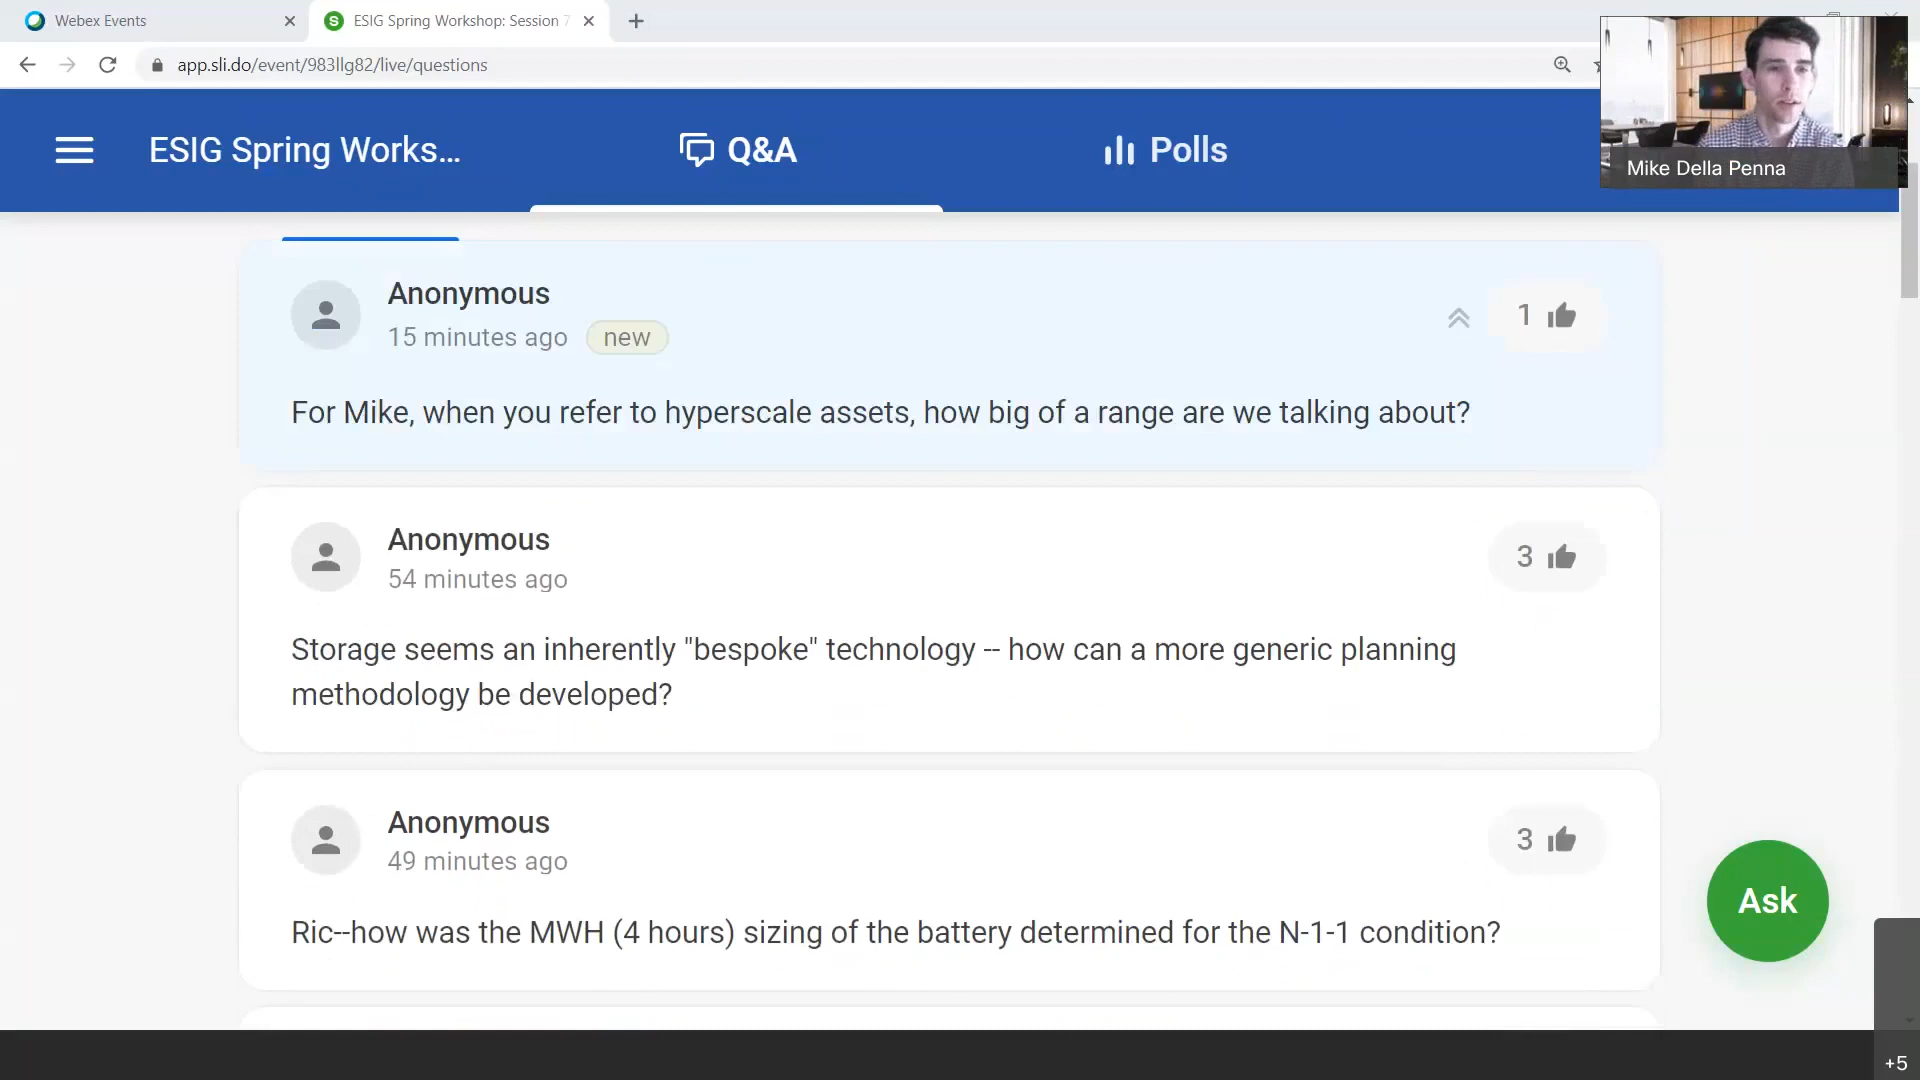 Webex Events
S ESIG Spring Workshop: Session 7
app.sli.do/event/983llg82/live/questions
Mike Della Penna
ESIG Spring Works...
Q&A
Polls
Anonymous
15 minutes ago
new
1
For Mike, when you refer to hyperscale assets, how big of a range are we talking about?
Anonymous
54 minutes ago
3
Storage seems an inherently "bespoke" technology -- how can a more generic planning
methodology be developed?
Anonymous
49 minutes ago
3
Ric--how was the MWH (4 hours) sizing of the battery determined for the N-1-1 condition?
Ask
+5